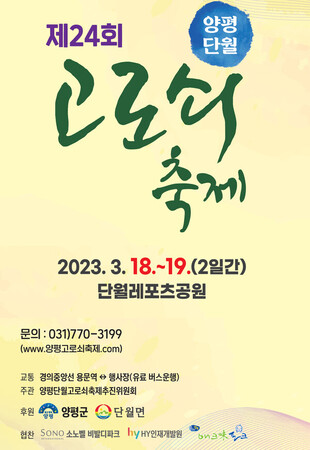 제24회
양평
단월
고로쇠
축제
2023. 3. 18.~19.(2일간)
단월레포츠공원
문의 : 031)770-3199
(www.양평고로쇠축제.com)
교통 경의중앙선 용문역 ↔ 행사장(유료 버스운행)
주관 양평단월고로쇠축제추진위원회
후원 양평군 단월면
협찬 SONO 소노벨 비발디파크 hy HY인재개발원